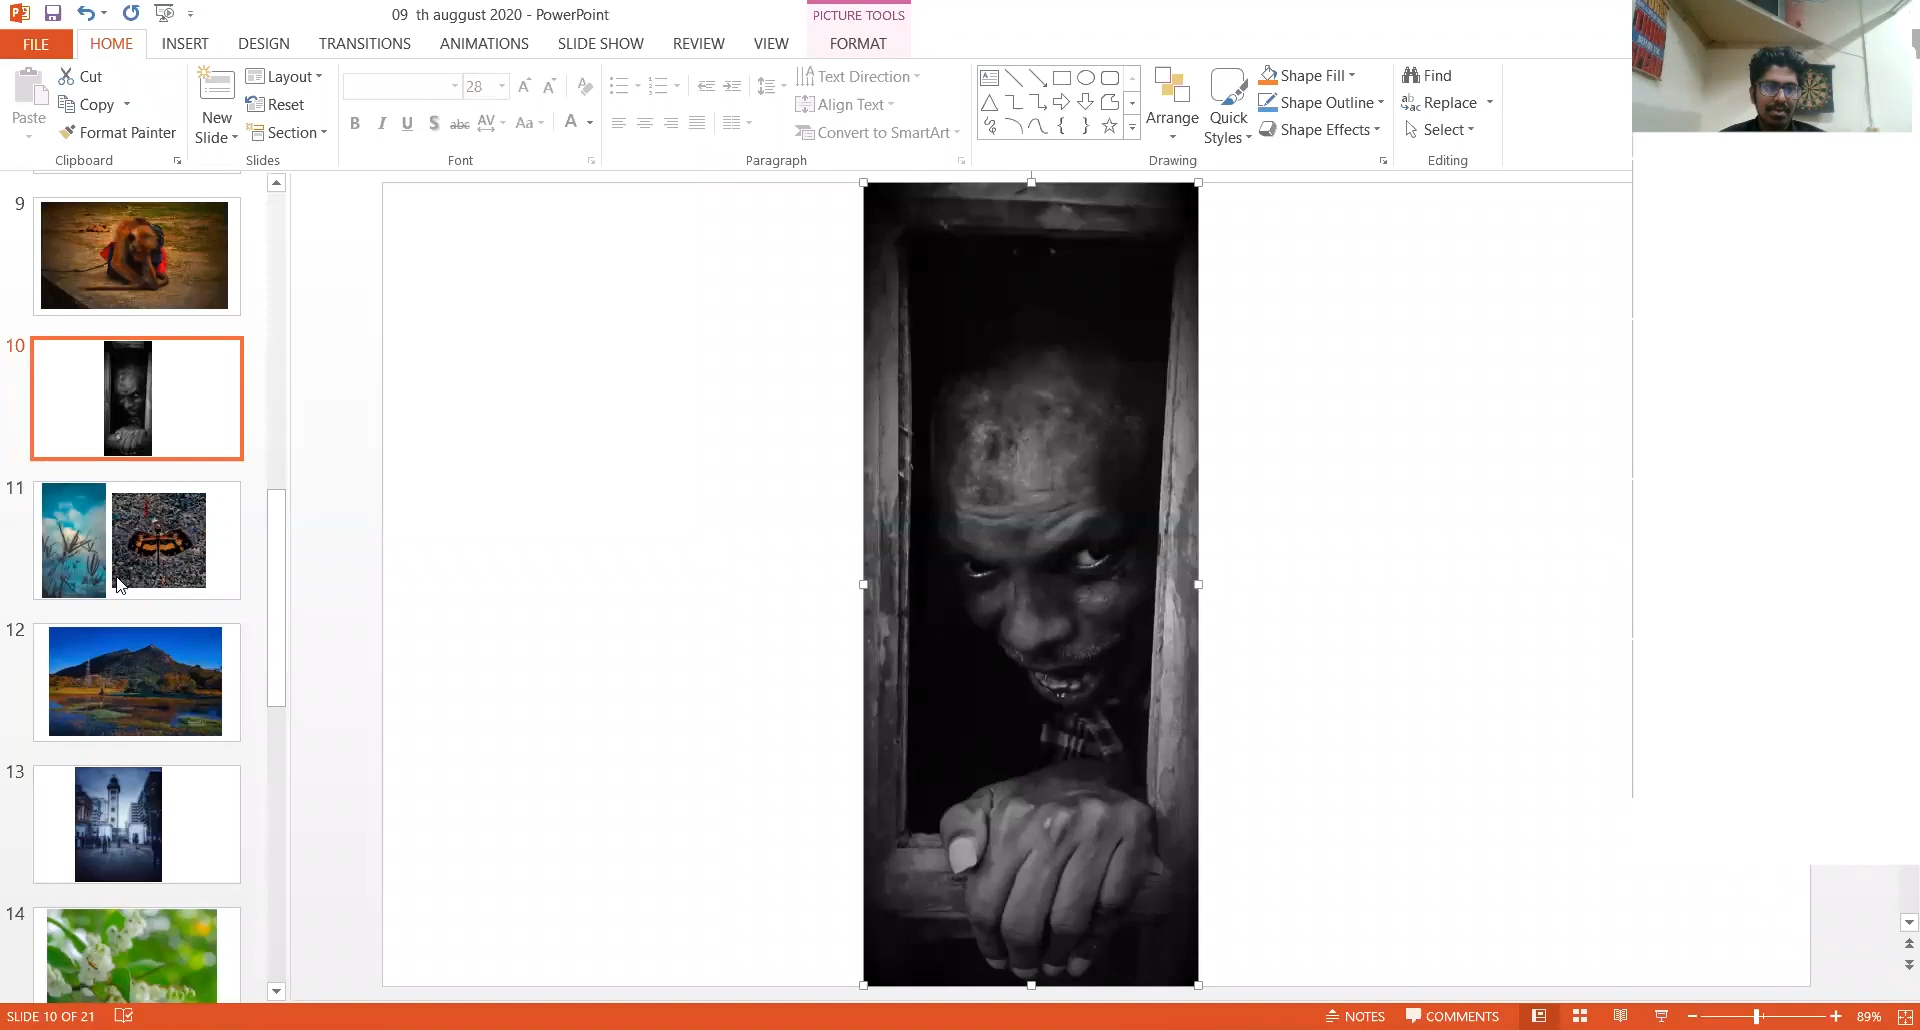 09 th auggust 2020 - PowerPoint
PICTURE TOOLS
FILE HOME INSERT DESIGN TRANSITIONS ANIMATIONS SLIDE SHOW REVIEW VIEW FORMAT
Cut
Copy
Format Painter
Paste
Clipboard
New
Slide
Layout
Reset
Section
Slides
28
B I U S abc AV Aa A
Font
Text Direction
Align Text
Convert to SmartArt
Paragraph
Arrange
Quick
Styles
Shape Fill
Shape Outline
Shape Effects
Drawing
Find
Replace
Select
Editing
9
10
11
12
13
14
SLIDE 10 OF 21
NOTES
COMMENTS
89%